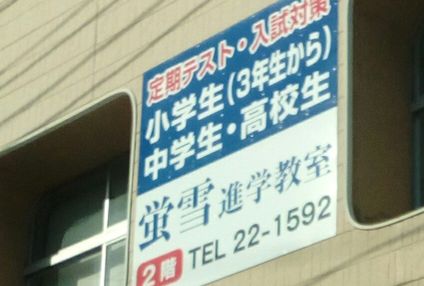 定期テスト・入試対策
小学生(3年生から)
中学生・高校生
蛍雪進学教室
2階 TEL 22-1592